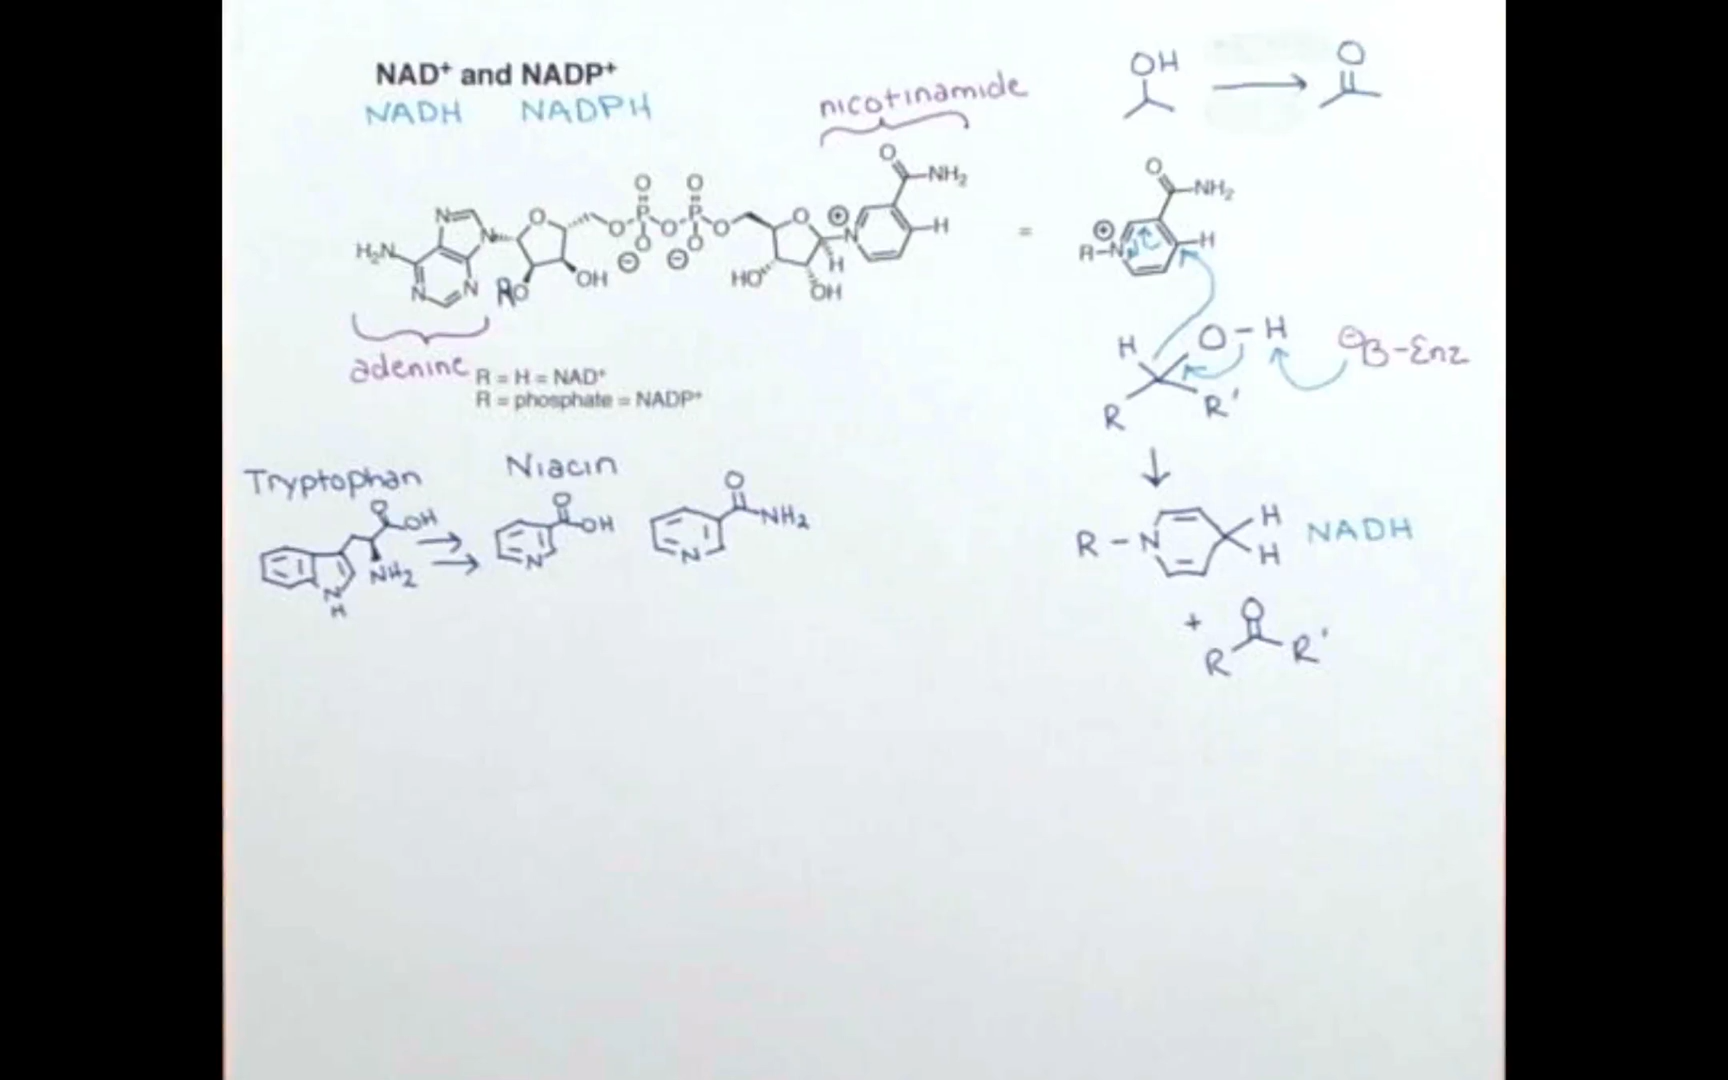 NAD⁺ and NADP⁺
NADH NADPH
nicotinamide
OH
O
O
NH₂
H
⊕
N
H
OH
HO
O
O
P
O
O
⊖
O
P
O
O
⊖
O
OH
RO
N
N
N
N
H₂N
adenine
R = H = NAD⁺
R = phosphate = NADP⁺
=
O
NH₂
⊕
R-N
H
H
O-H
⊖B-Enz
R
R'
Tryptophan
O
OH
NH₂
N
H
Niacin
O
OH
N
O
NH₂
N
R-N
H
H
NADH
+
O
R
R'